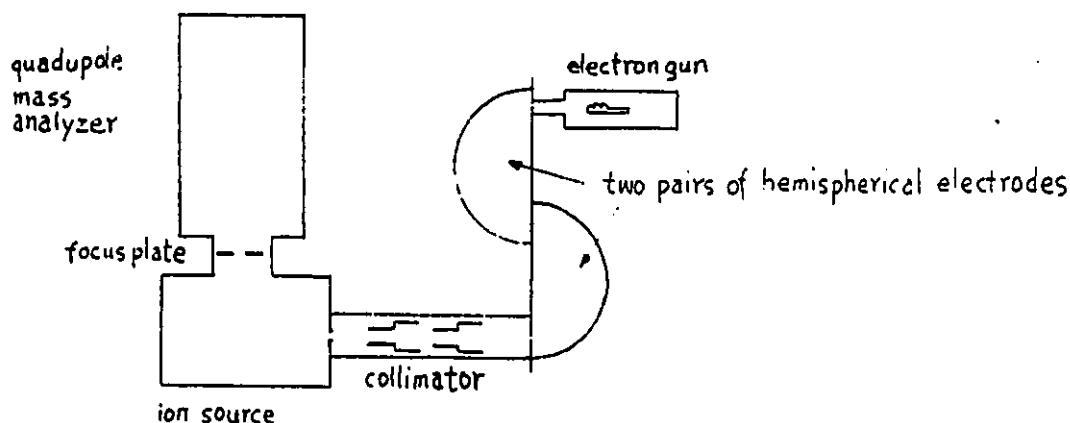 quadupole
mass
analyzer
electron gun
two pairs of hemispherical electrodes
focus plate
collimator
ion source